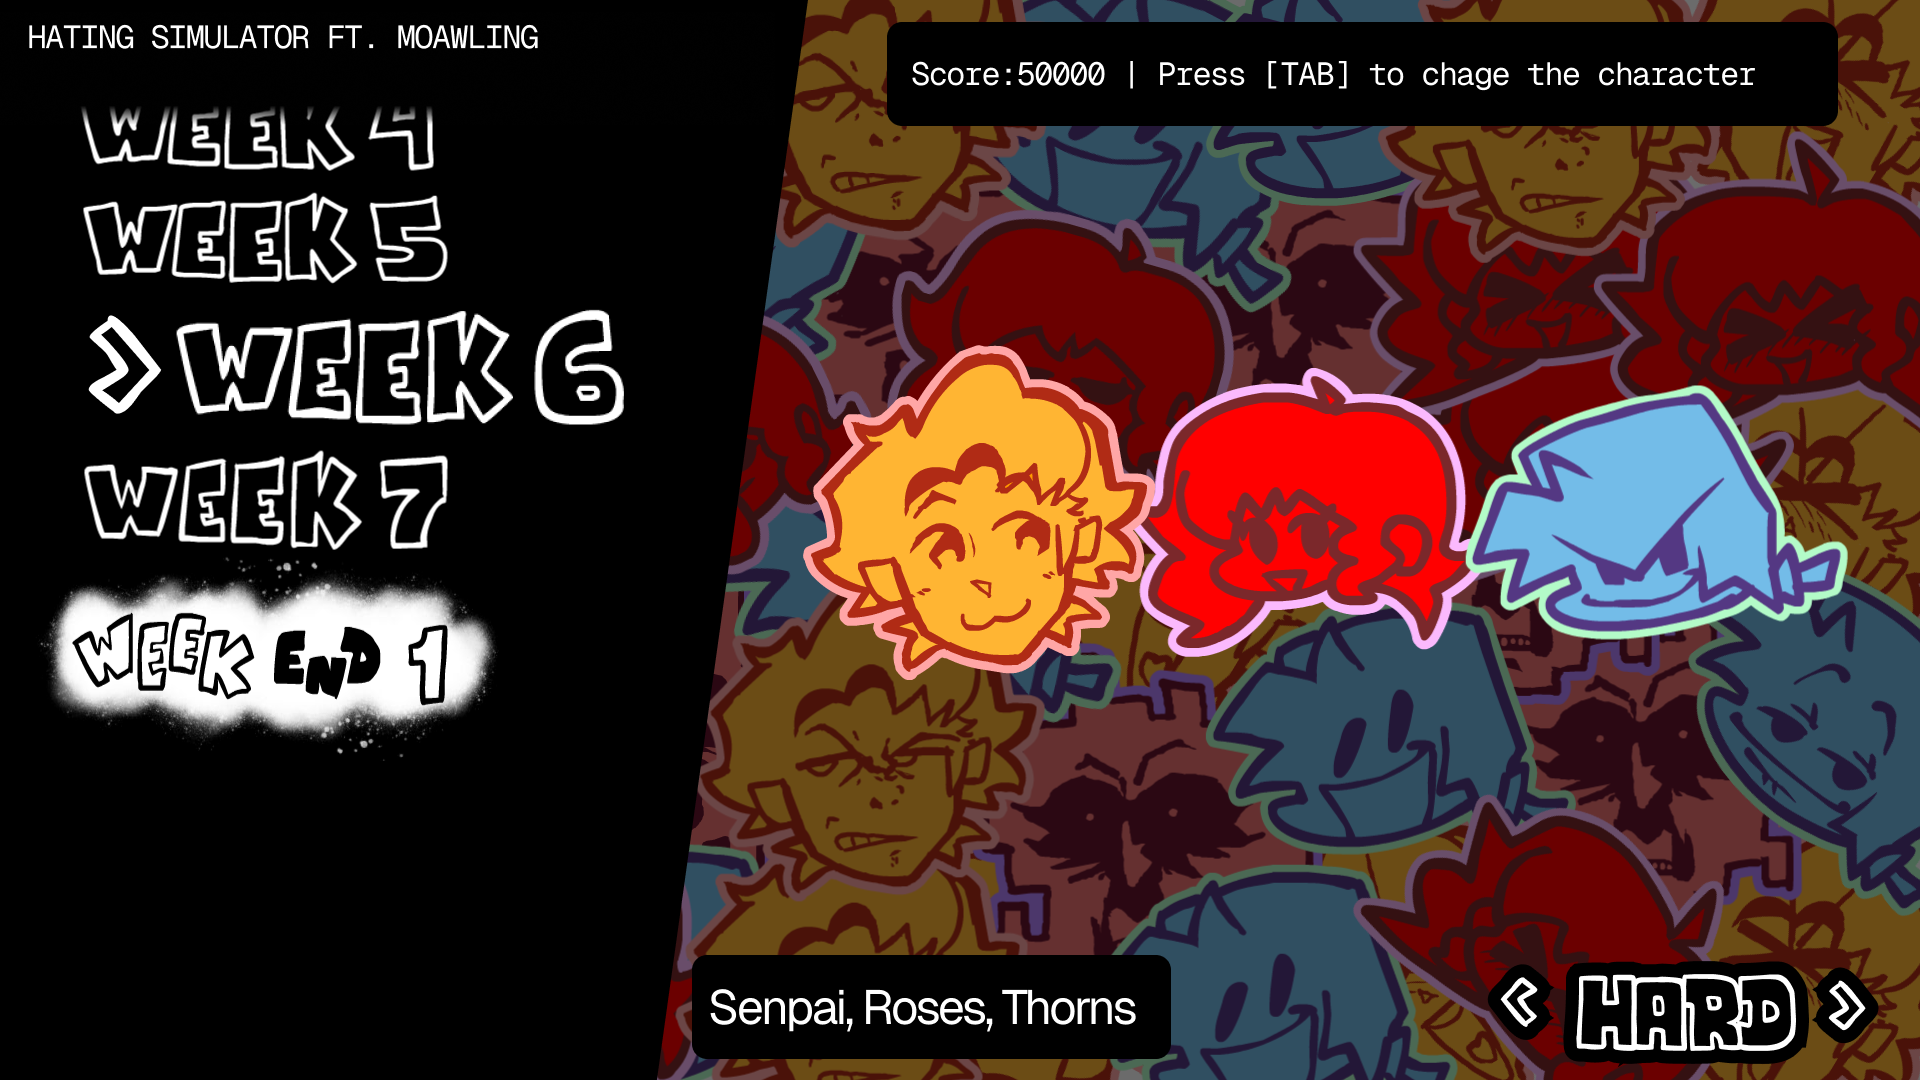 HATING SIMULATOR FT. MOAWLING
Score:50000 | Press [TAB] to chage the character
WEEK 4
WEEK 5
> WEEK 6
WEEK 7
WEEK END 1
Senpai, Roses, Thorns
< HARD >